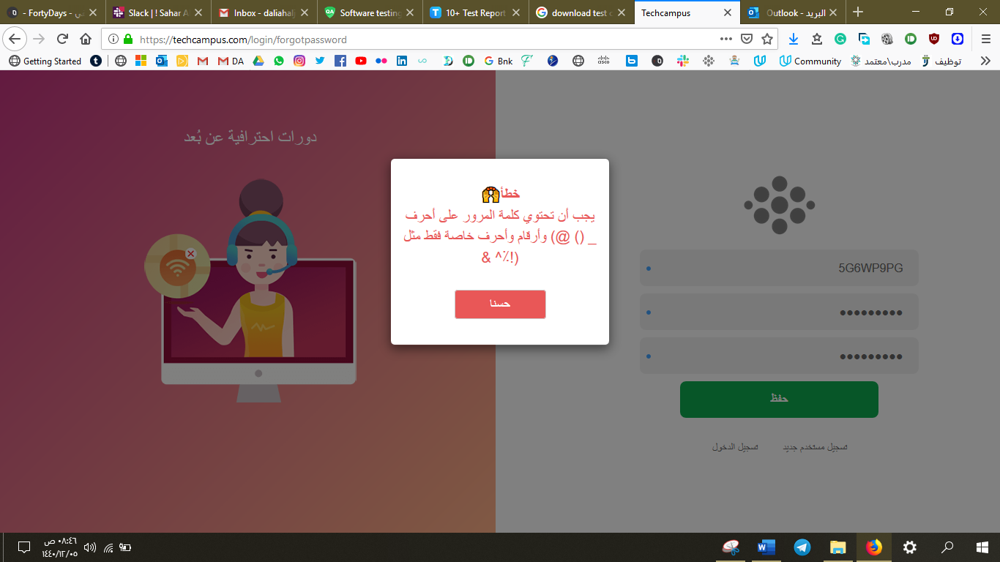 - FortyDays - في
Slack | ! Sahar A
Inbox - daliahalj
Software testing
10+ Test Report
download test c
Techcampus
Outlook - البريد
https://techcampus.com/login/forgotpassword
Getting Started
DA
Bnk
cisco
Community
مدرب\معتمد
توظيف
دورات احترافية عن بُعد
خطأ
يجب أن تحتوي كلمة المرور على أحرف
وأرقام وأحرف خاصة فقط مثل (@ () _
& ^٪!)
حسنا
5G6WP9PG
•••••••••
•••••••••
حفظ
تسجيل مستخدم جديد
تسجيل الدخول
٠٨:٤٦ ص
١٤٤٠/١٢/٠٥